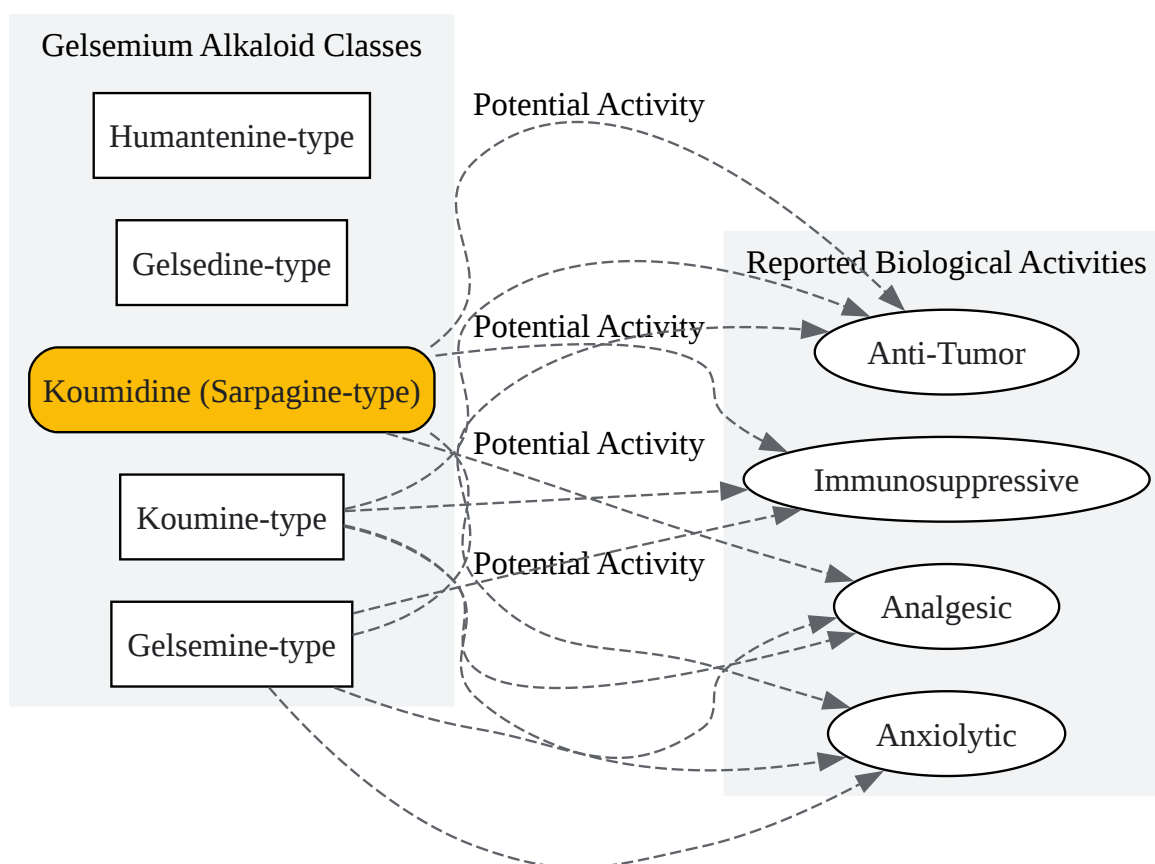 Gelsemium Alkaloid Classes
Humantenine-type
Gelsedine-type
Koumidine (Sarpagine-type)
Koumine-type
Gelsemine-type
Potential Activity
Potential Activity
Potential Activity
Potential Activity
Reported Biological Activities
Anti-Tumor
Immunosuppressive
Analgesic
Anxiolytic